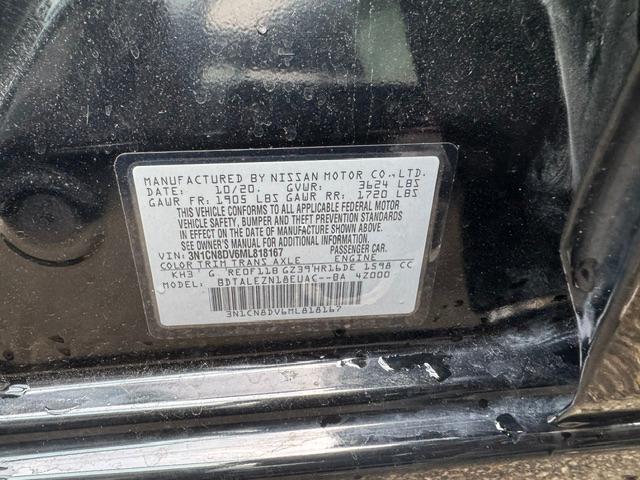 MANUFACTURED BY NISSAN MOTOR CO.,LTD.
DATE: 10/20. GVWR: 3624 LBS
GAWR FR: 1905 LBS GAWR RR: 1720 LBS
THIS VEHICLE CONFORMS TO ALL APPLICABLE FEDERAL MOTOR
VEHICLE SAFETY, BUMPER AND THEFT PREVENTION STANDARDS
IN EFFECT ON THE DATE OF MANUFACTURE SHOWN ABOVE.
SEE OWNER'S MANUAL FOR ADDITIONAL INFORMATION.
VIN: 3N1CN8DV6ML818167 PASSENGER CAR.
COLOR TRIM TRANS AXLE ENGINE
KH3 G RE0F11B GZ39 HR16DE 1598 CC
MODEL: BDTALEZN18EUAC--BA 4Z000
3N1CN8DV6ML818167